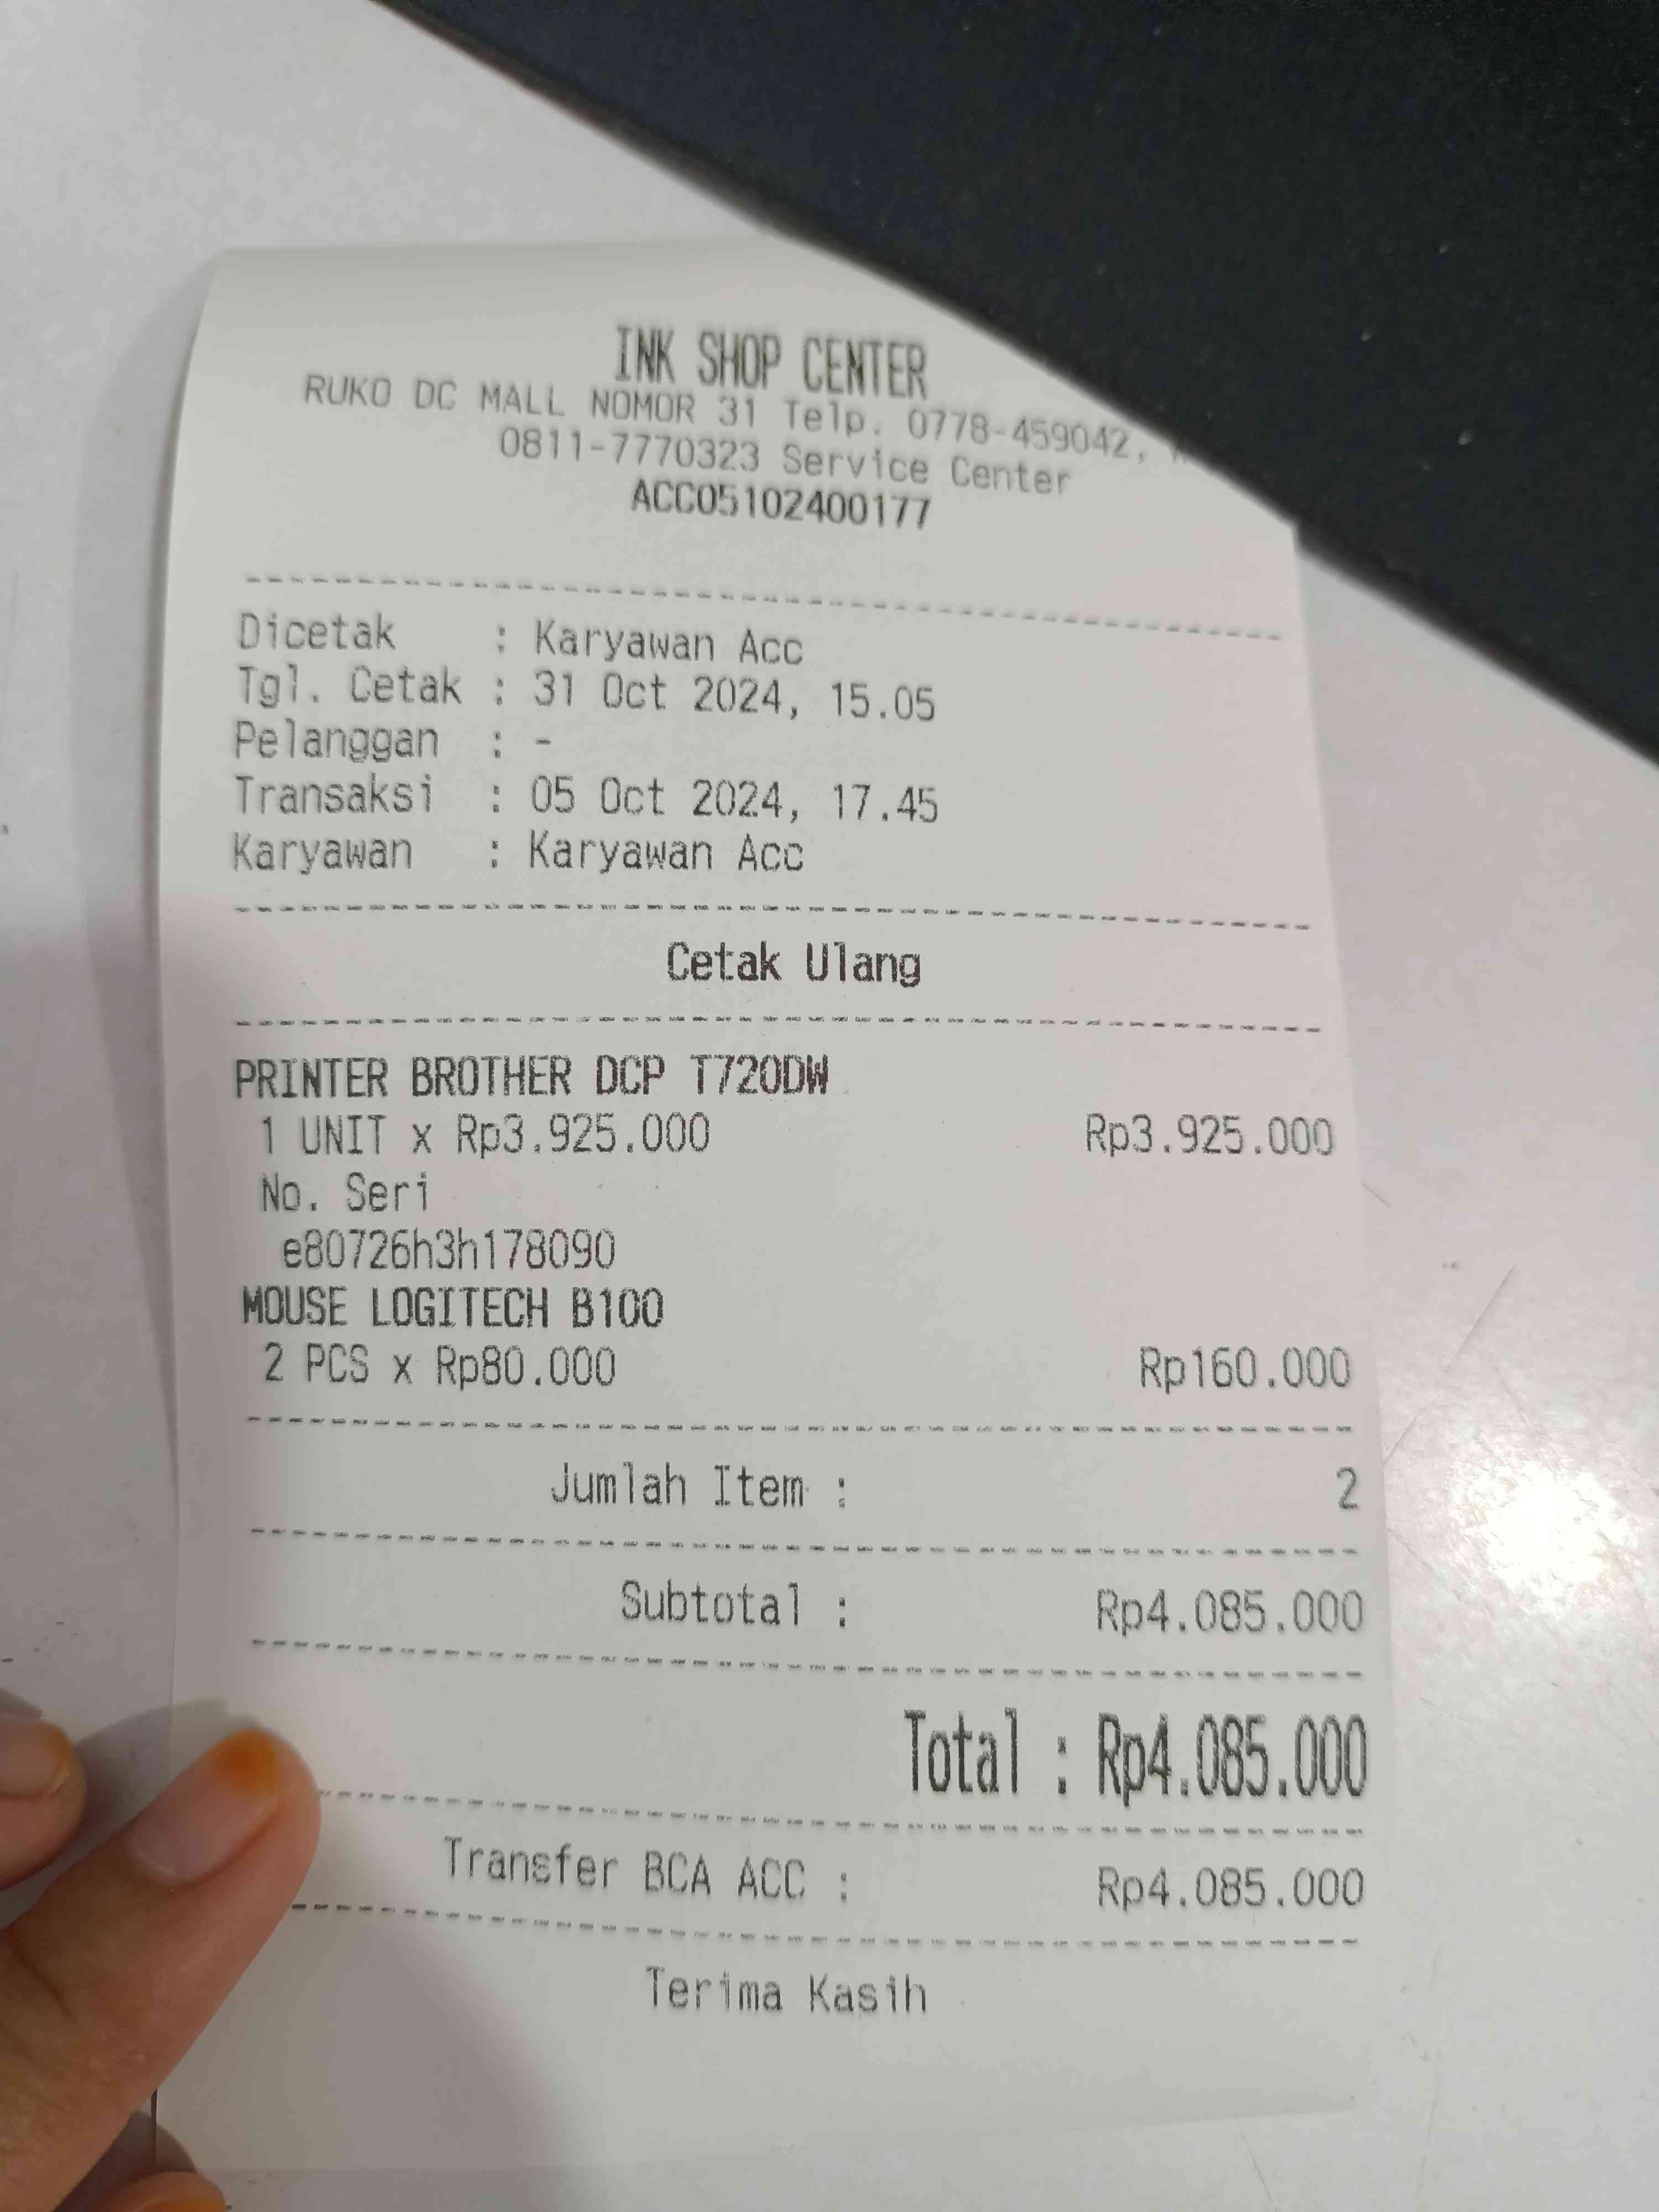 INK SHOP CENTER
RUKO DC MALL NOMOR 31 Telp. 0778-459042,
0811-7770323 Service Center
ACC05102400177
Dicetak : Karyawan Acc
Tgl. Cetak : 31 Oct 2024, 15.05
Pelanggan : -
Transaksi : 05 Oct 2024, 17.45
Karyawan : Karyawan Acc
Cetak Ulang
PRINTER BROTHER DCP T720DW
1 UNIT x Rp3.925.000 Rp3.925.000
No. Seri
e80726h3h178090
MOUSE LOGITECH B100
2 PCS x Rp80.000 Rp160.000
Jumlah Item : 2
Subtotal : Rp4.085.000
Total : Rp4.085.000
Transfer BCA ACC : Rp4.085.000
Terima Kasih